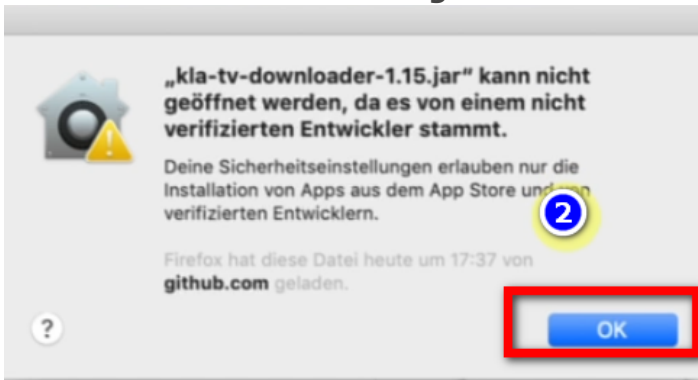 „kla-tv-downloader-1.15.jar“ kann nicht
geöffnet werden, da es von einem nicht
verifizierten Entwickler stammt.
Deine Sicherheitseinstellungen erlauben nur die
Installation von Apps aus dem App Store und von
verifizierten Entwicklern.
2
Firefox hat diese Datei heute um 17:37 von
github.com geladen.
?
OK